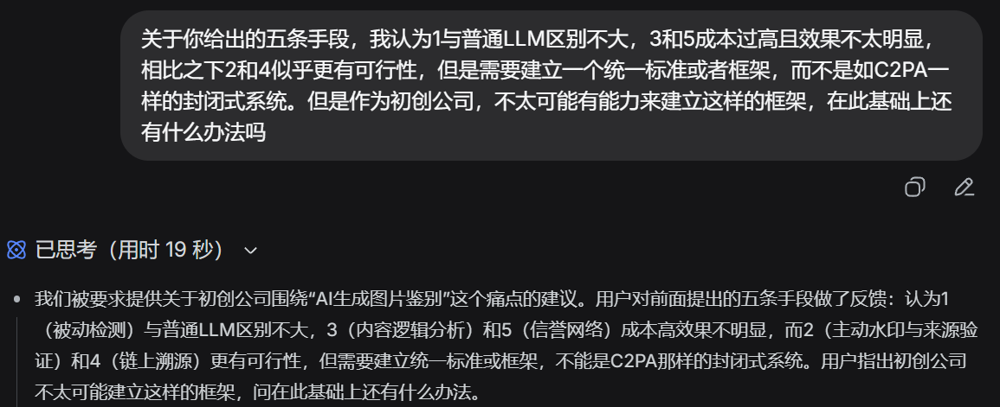 关于你给出的五条手段，我认为1与普通LLM区别不大，3和5成本过高且效果不太明显，
相比之下2和4似乎更有可行性，但是需要建立一个统一标准或者框架，而不是如C2PA一
样的封闭式系统。但是作为初创公司，不太可能有能力来建立这样的框架，在此基础上还
有什么办法吗
已思考（用时 19 秒）
我们被要求提供关于初创公司围绕“AI生成图片鉴别”这个痛点的建议。用户对前面提出的五条手段做了反馈：认为1
（被动检测）与普通LLM区别不大，3（内容逻辑分析）和5（信誉网络）成本高效果不明显，而2（主动水印与来源验
证）和4（链上溯源）更有可行性，但需要建立统一标准或框架，不能是C2PA那样的封闭式系统。用户指出初创公司
不太可能建立这样的框架，问在此基础上还有什么办法。